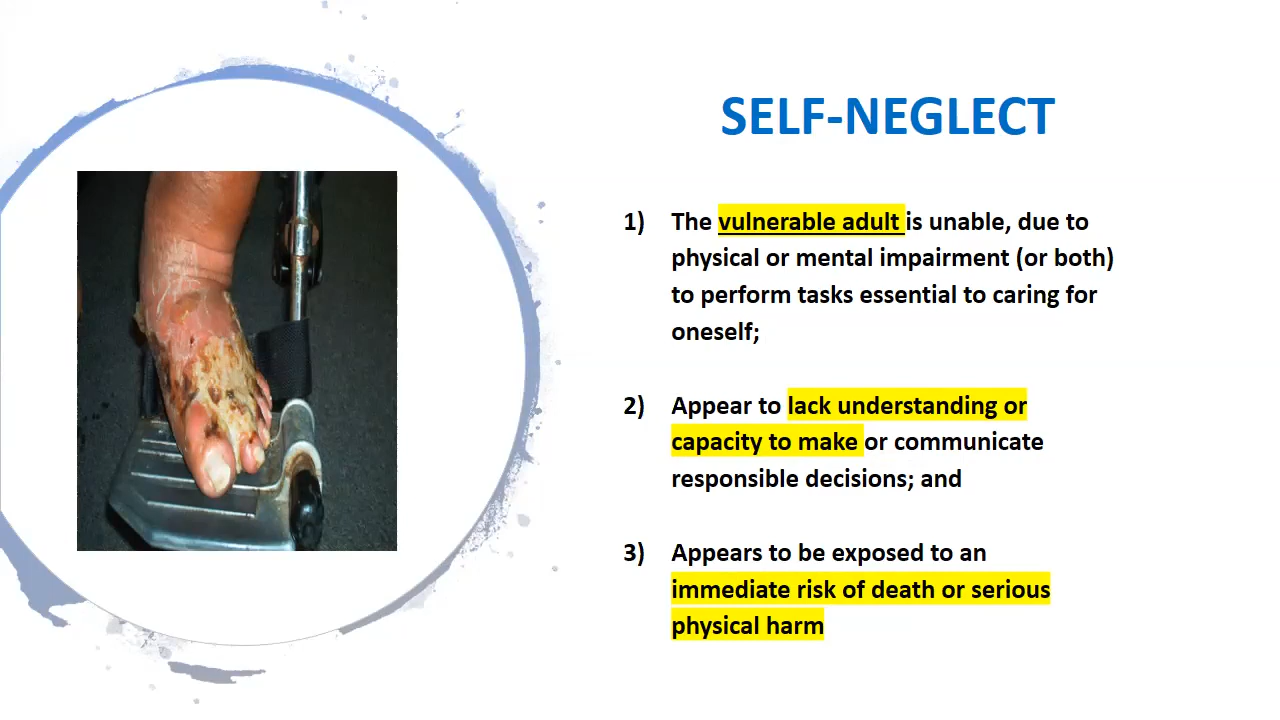 SELF-NEGLECT
1) The vulnerable adult is unable, due to
physical or mental impairment (or both)
to perform tasks essential to caring for
oneself;
2) Appear to lack understanding or
capacity to make or communicate
responsible decisions; and
3) Appears to be exposed to an
immediate risk of death or serious
physical harm